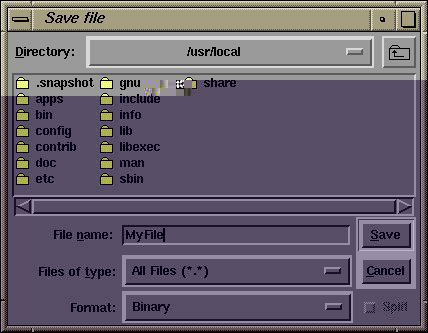 Save file
Directory: /usr/local
.snapshot gnu share
apps include
bin info
config lib
contrib libexec
doc man
etc sbin
File name: MyFile Save
Files of type: All Files (*.*) Cancel
Format: Binary Split